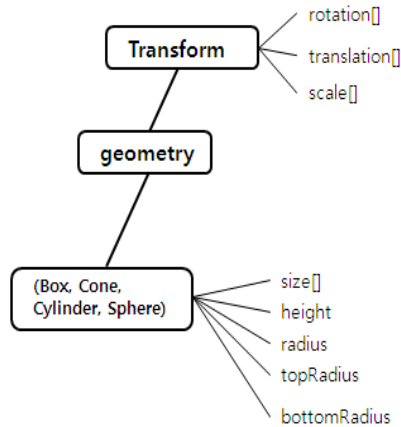 rotation[]
Transform
translation[]
scale[]
geometry
(Box, Cone,
Cylinder, Sphere)
size[]
height
radius
topRadius
bottomRadius